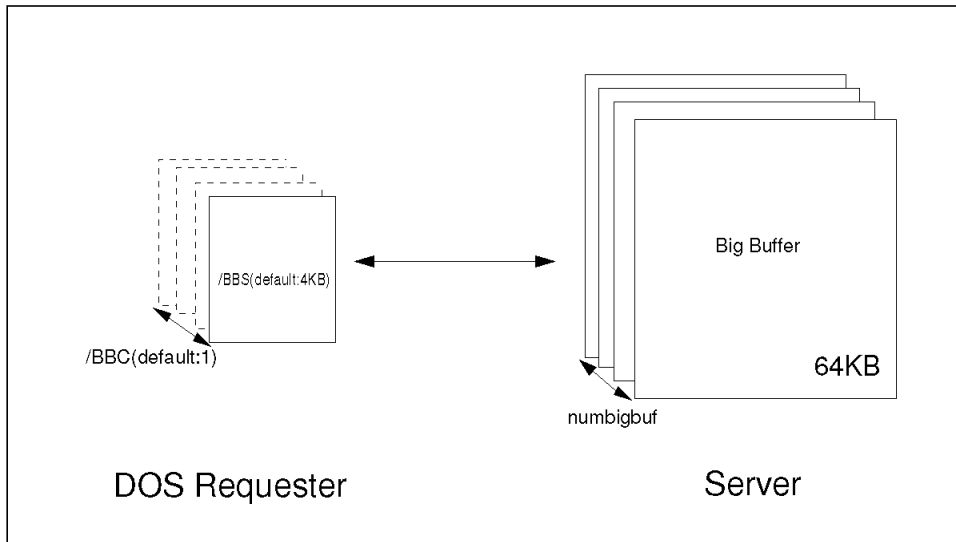 /BBS(default:4KB)
/BBC(default:1)
DOS Requester
Big Buffer
64KB
numbigbuf
Server